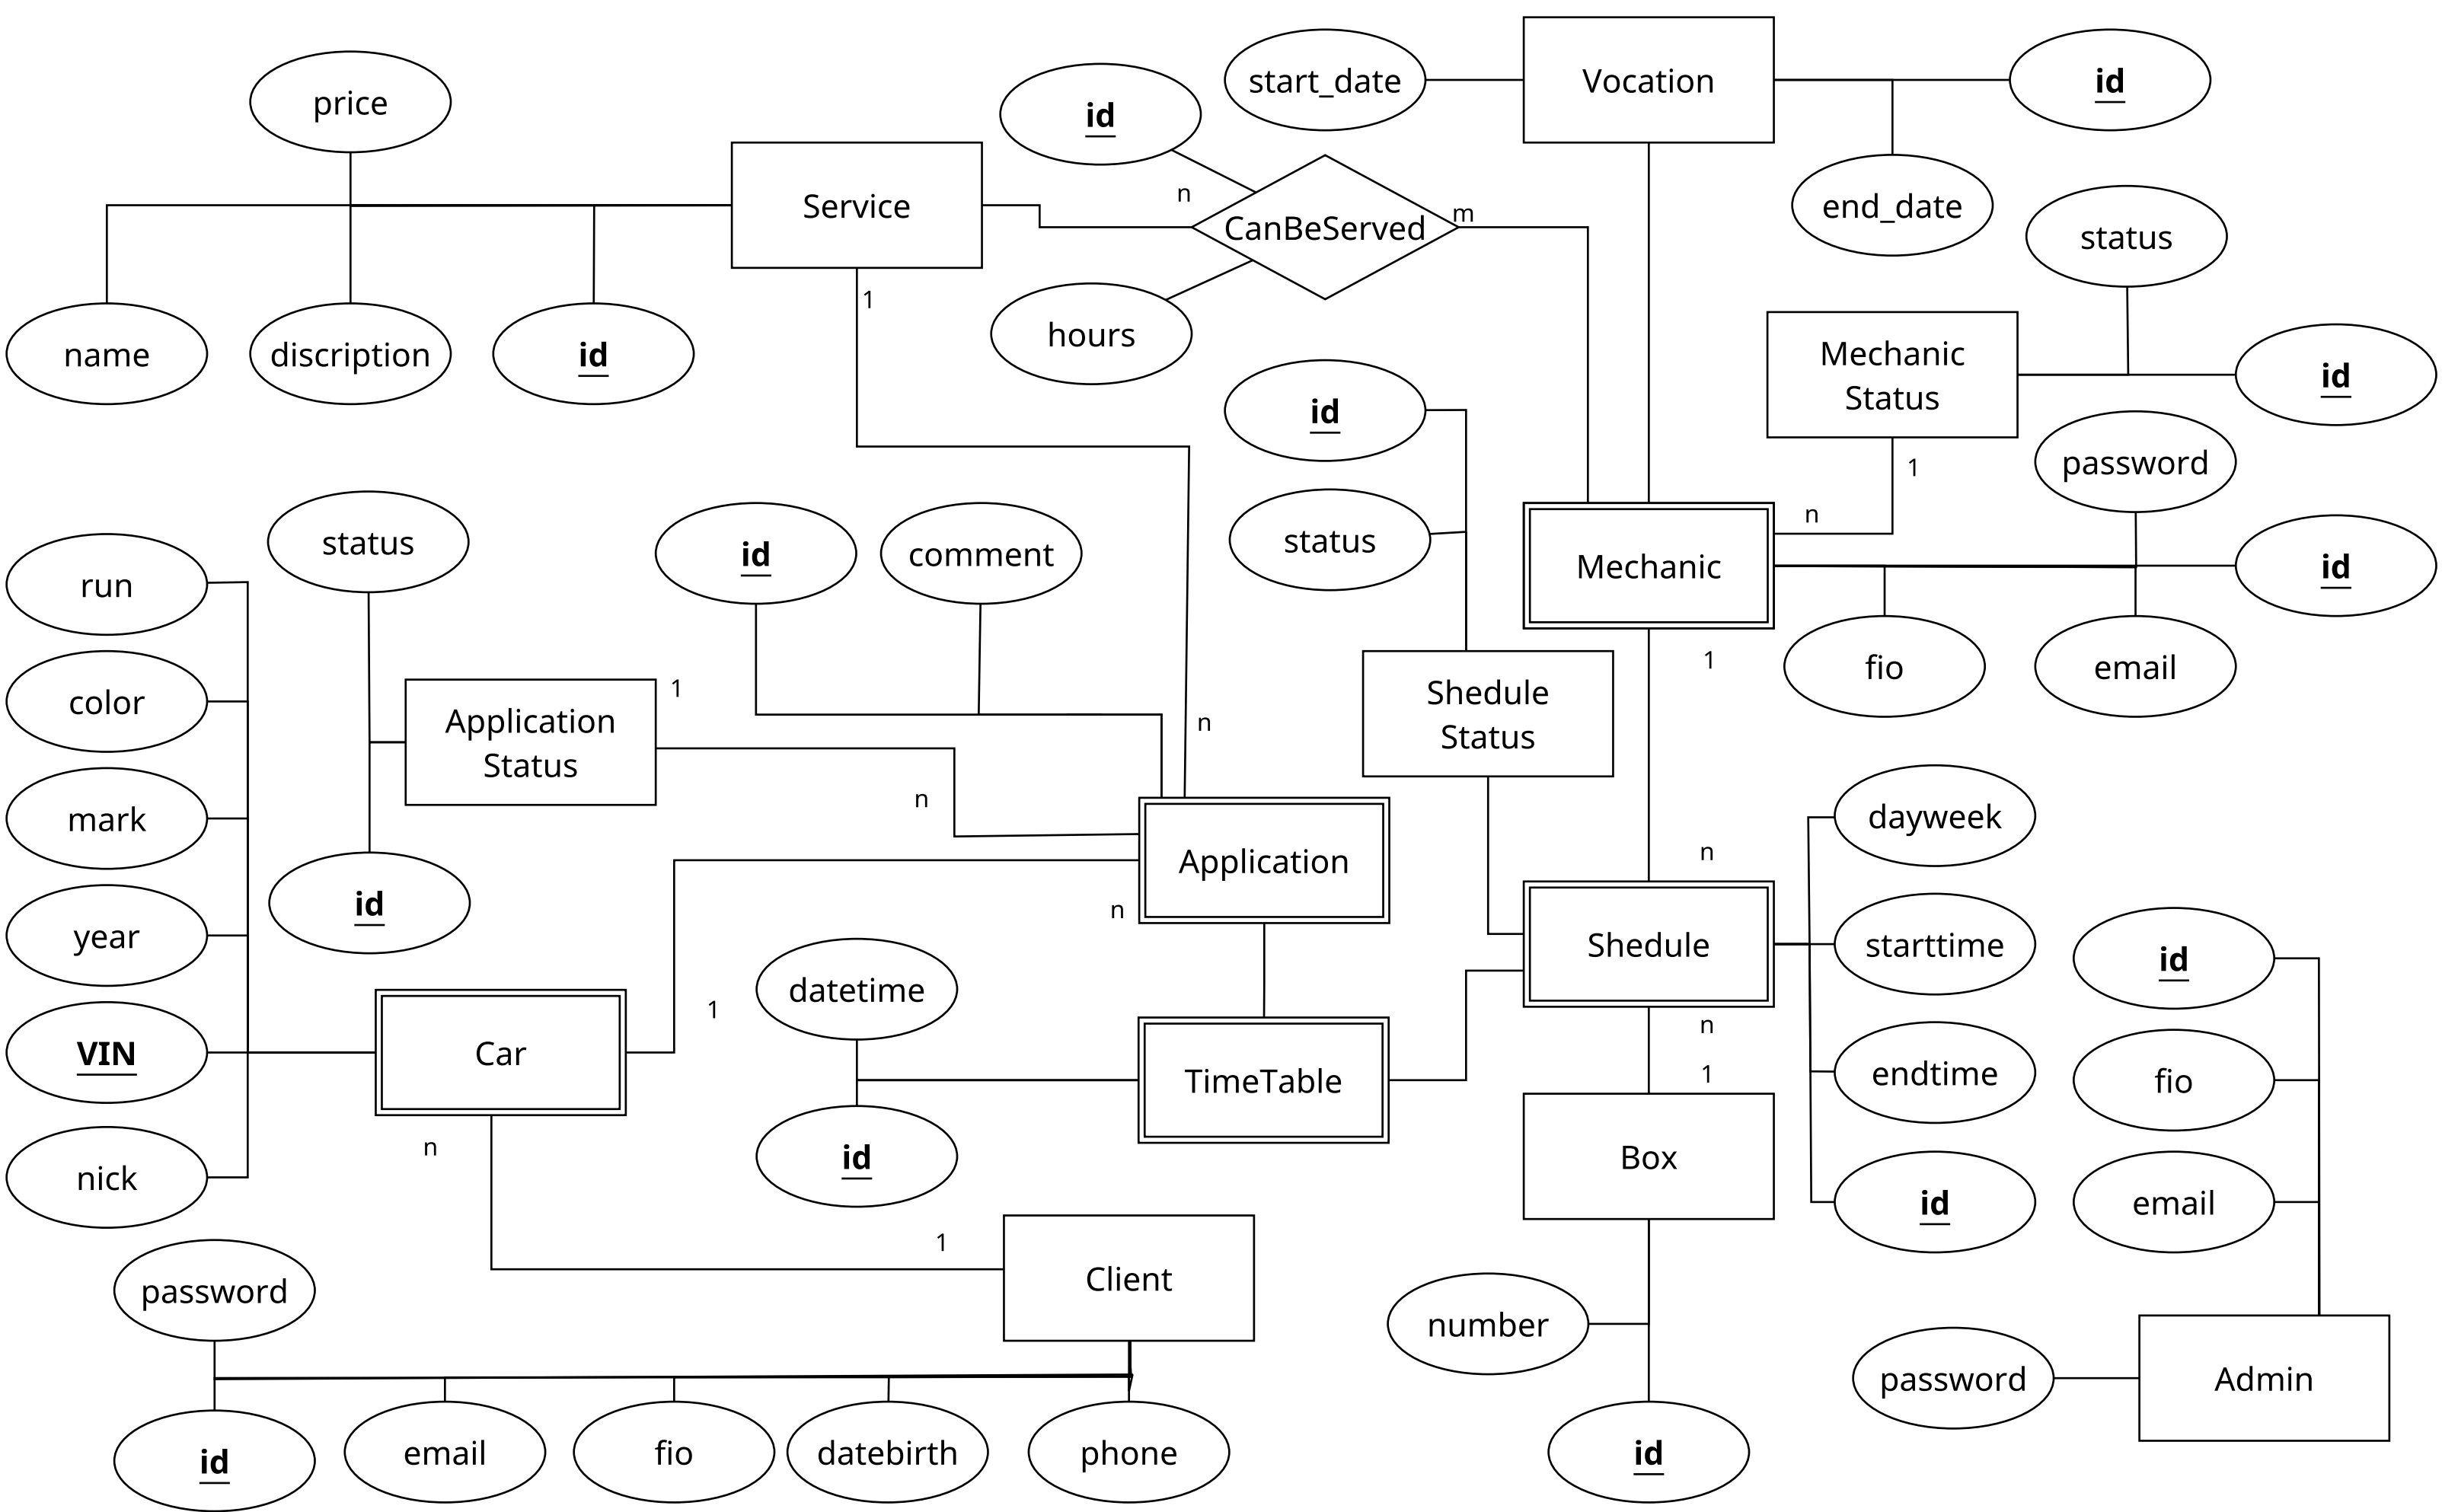 start_date
Vocation
id
price
id
Service
n
m
CanBeServed
end_date
status
1
hours
name
discription
id
Mechanic
Status
id
id
password
1
n
status
id
comment
status
Mechanic
id
run
fio
email
1
color
Application
Status
1
n
Shedule
Status
mark
n
dayweek
n
Application
id
n
year
Shedule
starttime
id
datetime
1
n
VIN
Car
TimeTable
1
endtime
fio
n
nick
id
Box
id
email
1
Client
password
number
password
Admin
id
email
fio
datebirth
phone
id